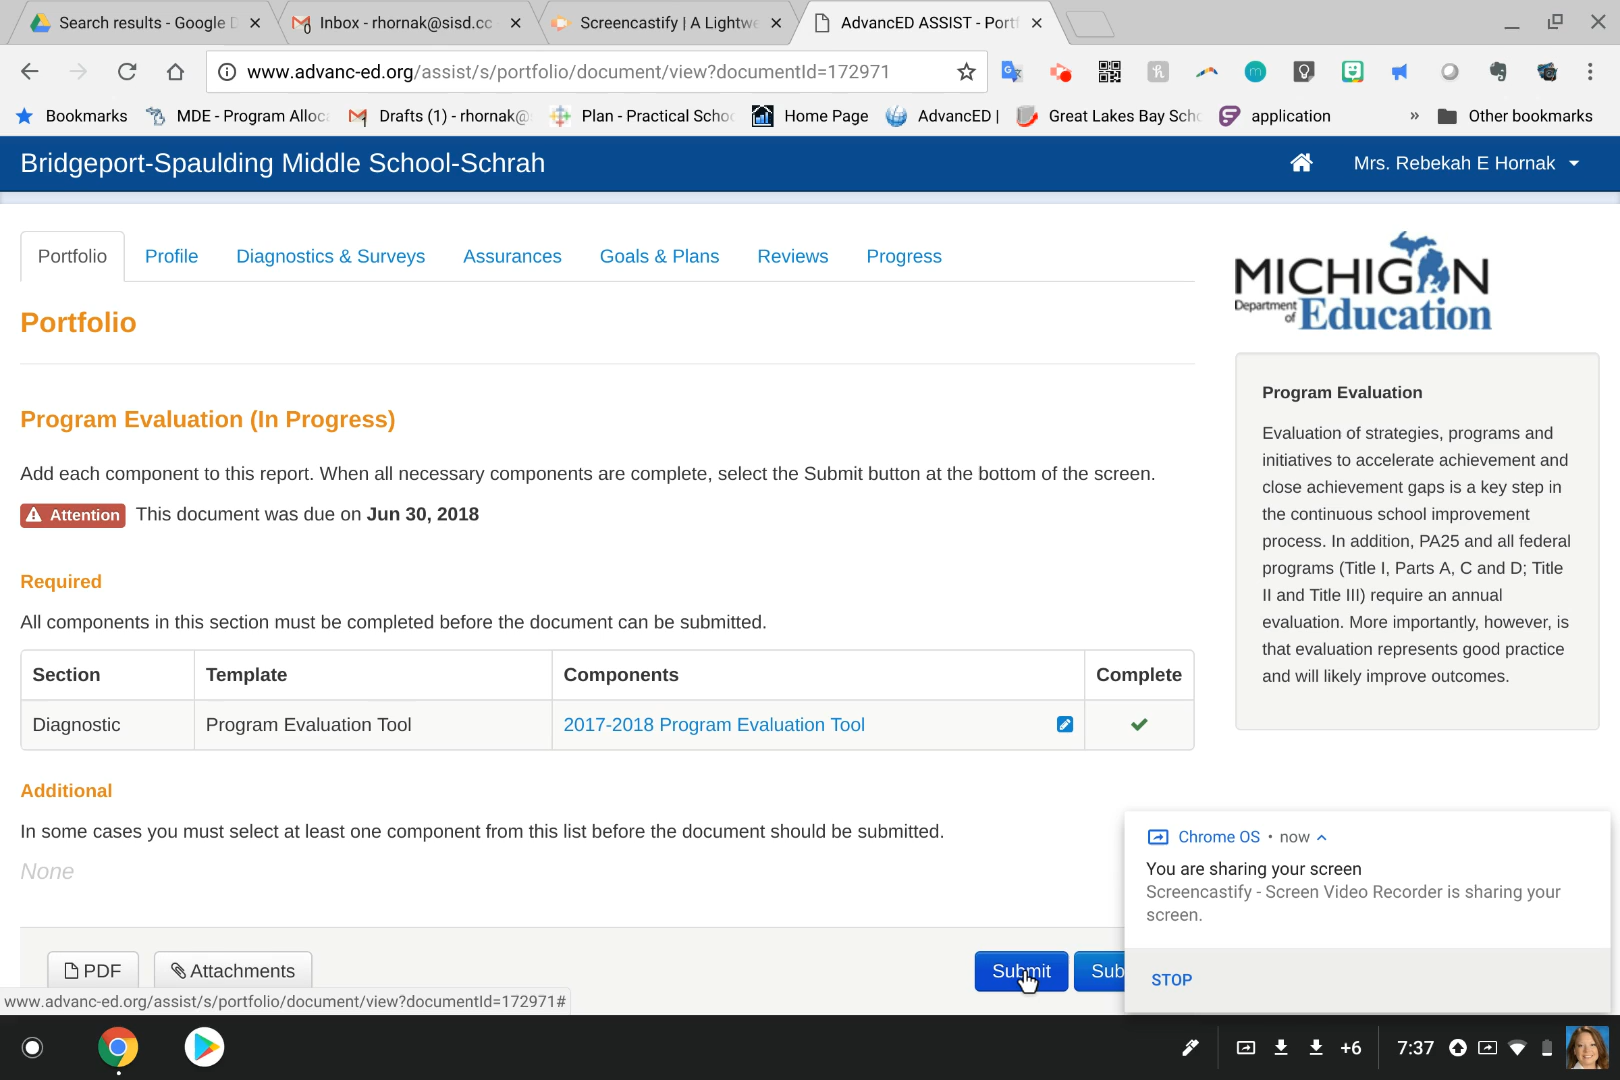 Search results - Google D
Inbox - rhornak@sisd.cc
Screencastify | A Lightwe
AdvancED ASSIST - Portf
www.advanc-ed.org/assist/s/portfolio/document/view?documentId=172971
Bookmarks
MDE - Program Alloc
Drafts (1) - rhornak@
Plan - Practical Schoo
Home Page
AdvancED |
Great Lakes Bay Scho
application
»
Other bookmarks
Bridgeport-Spaulding Middle School-Schrah
Mrs. Rebekah E Hornak
Portfolio
Profile
Diagnostics & Surveys
Assurances
Goals & Plans
Reviews
Progress
MICHIGAN
Department of Education
Portfolio
Program Evaluation (In Progress)
Add each component to this report. When all necessary components are complete, select the Submit button at the bottom of the screen.
Attention This document was due on Jun 30, 2018
Required
All components in this section must be completed before the document can be submitted.
Section Template Components Complete
Diagnostic Program Evaluation Tool 2017-2018 Program Evaluation Tool
Additional
In some cases you must select at least one component from this list before the document should be submitted.
None
PDF
Attachments
Submit
Sub
Program Evaluation
Evaluation of strategies, programs and
initiatives to accelerate achievement and
close achievement gaps is a key step in
the continuous school improvement
process. In addition, PA25 and all federal
programs (Title I, Parts A, C and D; Title
II and Title III) require an annual
evaluation. More importantly, however, is
that evaluation represents good practice
and will likely improve outcomes.
Chrome OS • now
You are sharing your screen
Screencastify - Screen Video Recorder is sharing your
screen.
STOP
www.advanc-ed.org/assist/s/portfolio/document/view?documentId=172971#
+6
7:37